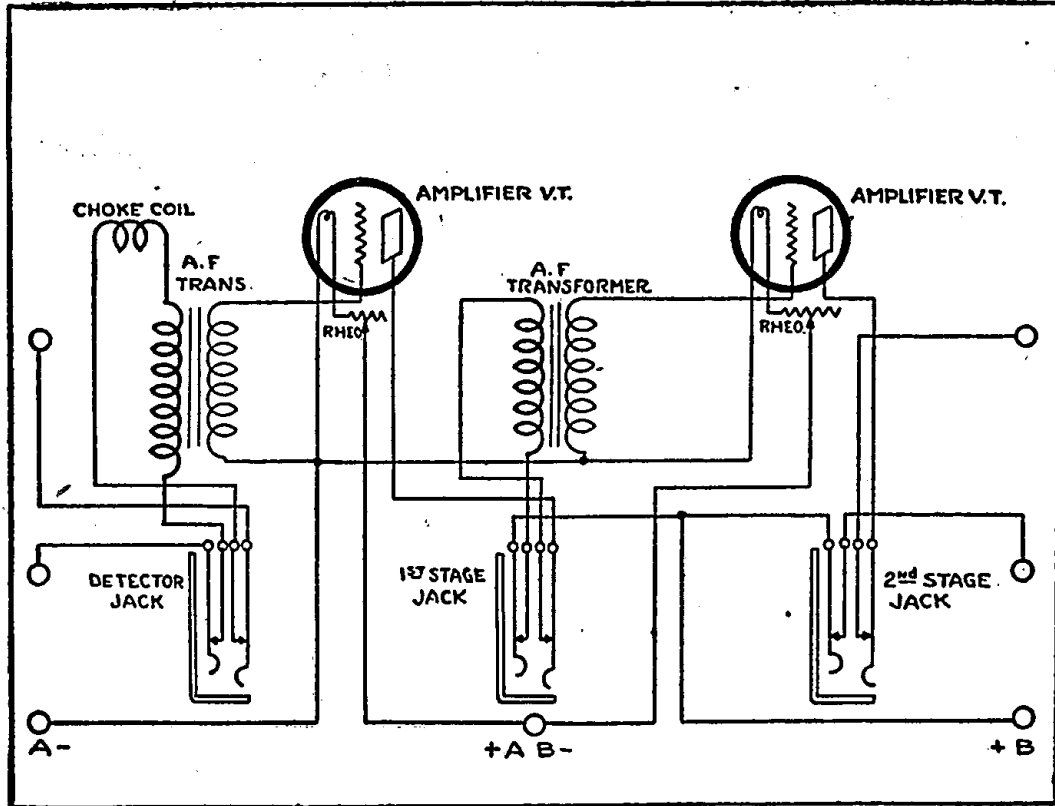 AMPLIFIER V.T.
AMPLIFIER V.T.
CHOKE COIL
A.F
TRANS.
A.F
TRANSFORMER
RHEO.
RHEO.
DETECTOR
JACK
1ST STAGE
JACK
2nd STAGE
JACK
A-
+A B-
+B